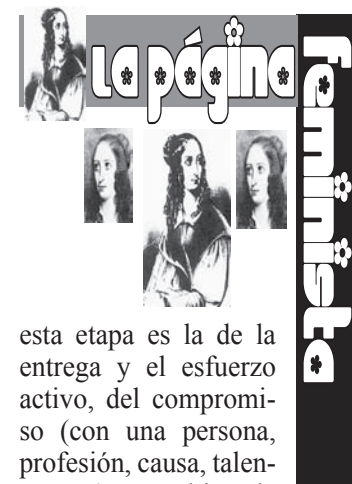 La página
feminista
esta etapa es la de la
entrega y el esfuerzo
activo, del compromi-
so (con una persona,
profesión, causa, talen-